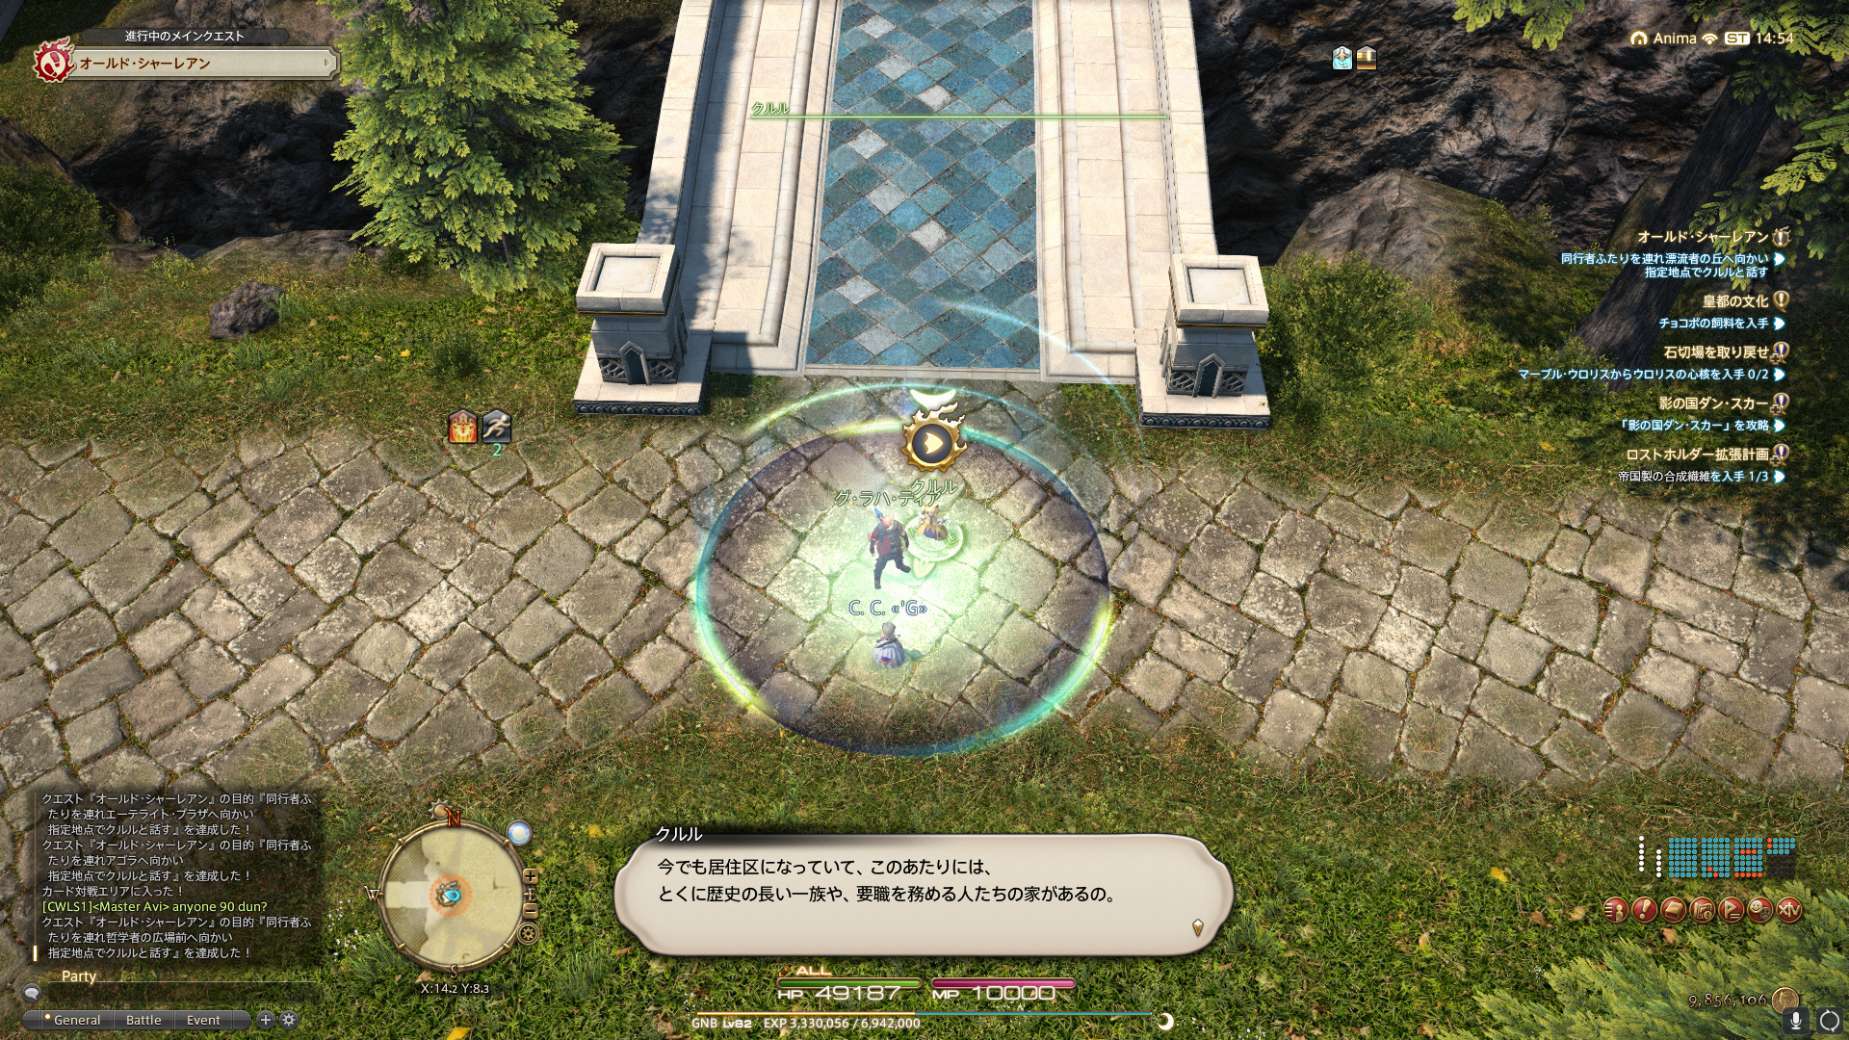 進行中のメインクエスト
オールド・シャーレアン
Anima ST 14:54
クルル
オールド・シャーレアン
同行者ふたりを連れ漂流者の丘へ向かい
指定地点でクルルと話す
皇都の文化
チョコボの飼料を入手
石切場を取り戻せ
マーブル・ウロリスからウロリスの心核を入手 0/2
影の国ダン・スカー
「影の国ダン・スカー」を攻略
ロストホルダー拡張計画
帝国製の合成繊維を入手 1/3
2
クルル
グ・ラハ・ティア
C. C. «'G»
クエスト『オールド・シャーレアン』の目的『同行者ふ
たりを連れエーテライト・プラザへ向かい
指定地点でクルルと話す』を達成した！
クエスト『オールド・シャーレアン』の目的『同行者ふ
たりを連れアゴラへ向かい
指定地点でクルルと話す』を達成した！
カード対戦エリアに入った！
[CWLS1]<Master Avi> anyone 90 dun?
クエスト『オールド・シャーレアン』の目的『同行者ふ
たりを連れ哲学者の広場前へ向かい
指定地点でクルルと話す』を達成した！
Party
General Battle Event
N
X:14.2 Y:8.3
クルル
今でも居住区になっていて、このあたりには、
とくに歴史の長い一族や、要職を務める人たちの家があるの。
ALL
HP 49187 MP 10000
GNB Lv82 EXP 3,330,056 / 6,942,000
XIV
9,856,106